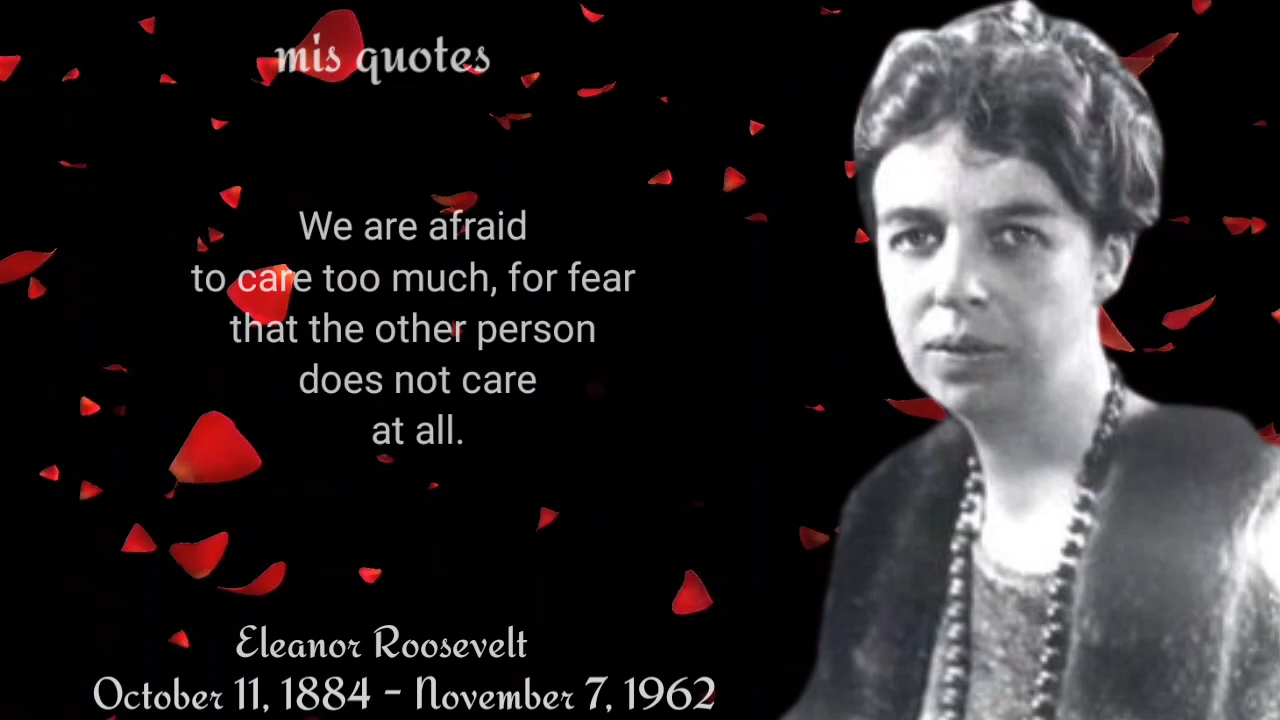 mis quotes
We are afraid
to care too much, for fear
that the other person
does not care
at all.
Eleanor Roosevelt
October 11, 1884 - November 7, 1962